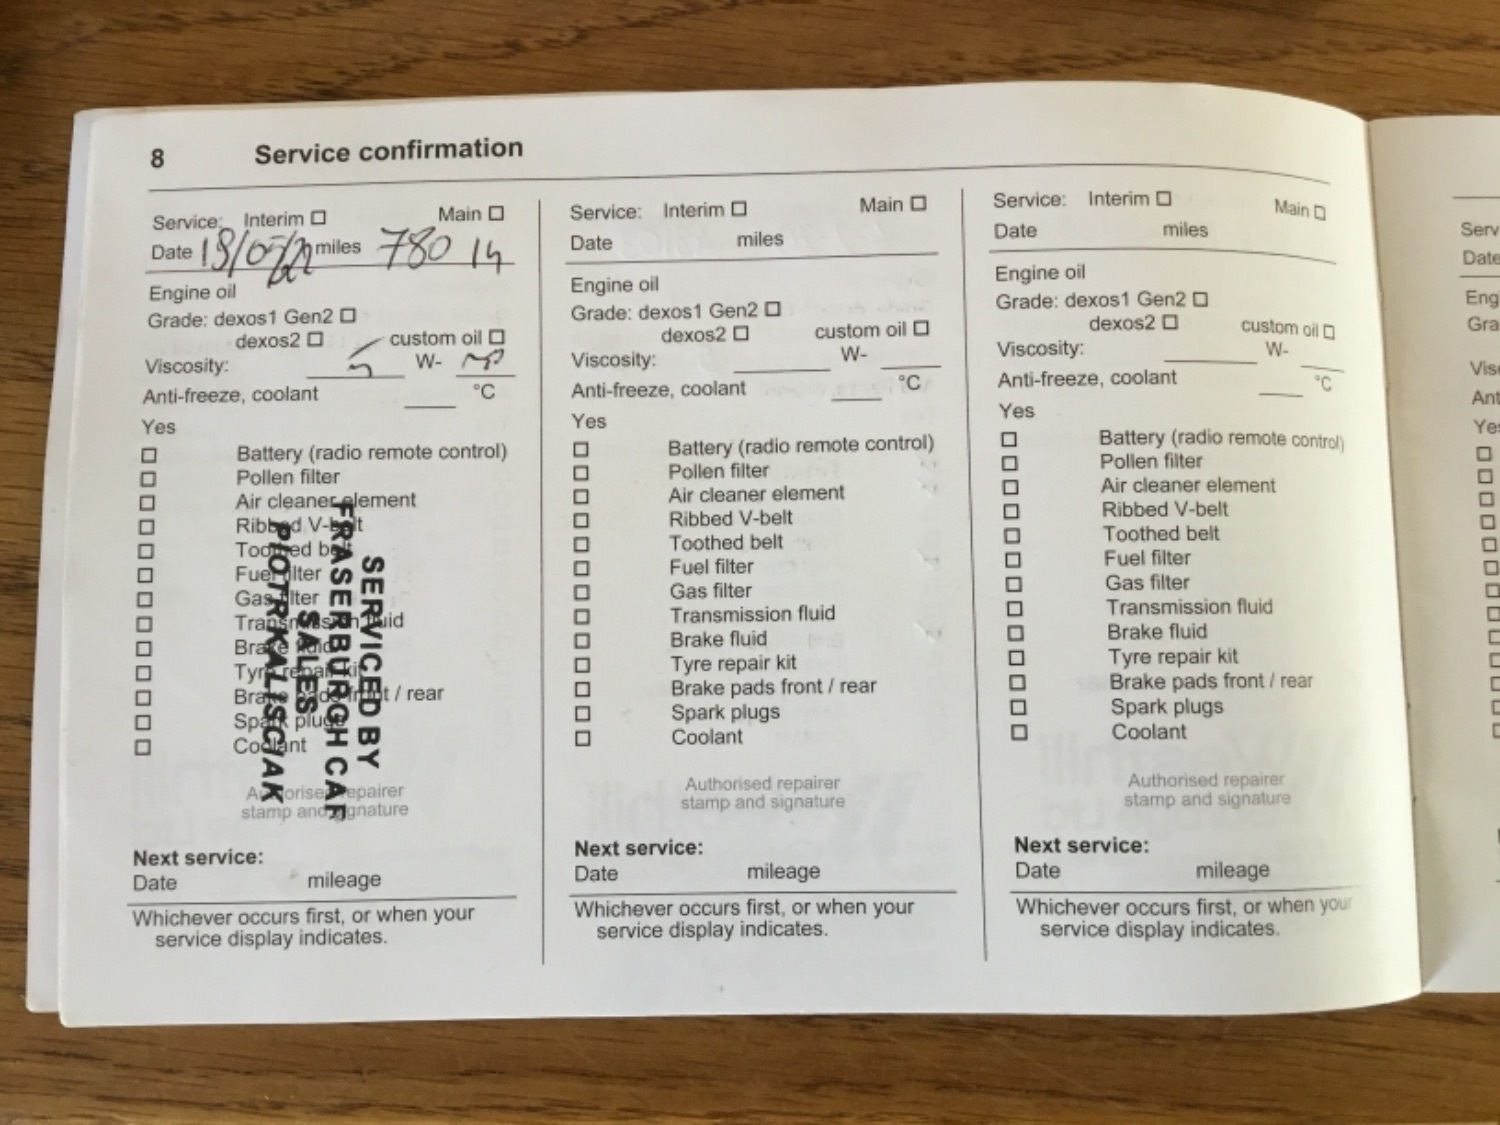 8 Service confirmation
Service: Interim Main
Date miles 780 14
Engine oil
Grade: dexos1 Gen2
dexos2 custom oil
Viscosity: 5 W-
Anti-freeze, coolant °C
Yes
Battery (radio remote control)
Pollen filter
Air cleaner element
Ribbed V-belt
Toothed belt
Fuel filter
Gas filter
Transmission fluid
Brake fluid
Tyre repair kit
Brake pads front / rear
Spark plugs
Coolant
Authorised repairer
stamp and signature
SERVICED BY
FRASERBURGH CAR
SALES
PIOTR KALISCIAK
Next service:
Date mileage
Whichever occurs first, or when your
service display indicates.
Service: Interim Main
Date miles
Engine oil
Grade: dexos1 Gen2
dexos2 custom oil
Viscosity: W-
Anti-freeze, coolant °C
Yes
Battery (radio remote control)
Pollen filter
Air cleaner element
Ribbed V-belt
Toothed belt
Fuel filter
Gas filter
Transmission fluid
Brake fluid
Tyre repair kit
Brake pads front / rear
Spark plugs
Coolant
Authorised repairer
stamp and signature
Next service:
Date mileage
Whichever occurs first, or when your
service display indicates.
Service: Interim Main
Date miles
Engine oil
Grade: dexos1 Gen2
dexos2 custom oil
Viscosity: W-
Anti-freeze, coolant °C
Yes
Battery (radio remote control)
Pollen filter
Air cleaner element
Ribbed V-belt
Toothed belt
Fuel filter
Gas filter
Transmission fluid
Brake fluid
Tyre repair kit
Brake pads front / rear
Spark plugs
Coolant
Authorised repairer
stamp and signature
Next service:
Date mileage
Whichever occurs first, or when your
service display indicates.
Serv
Date
Eng
Gra
Visc
Ant
Yes